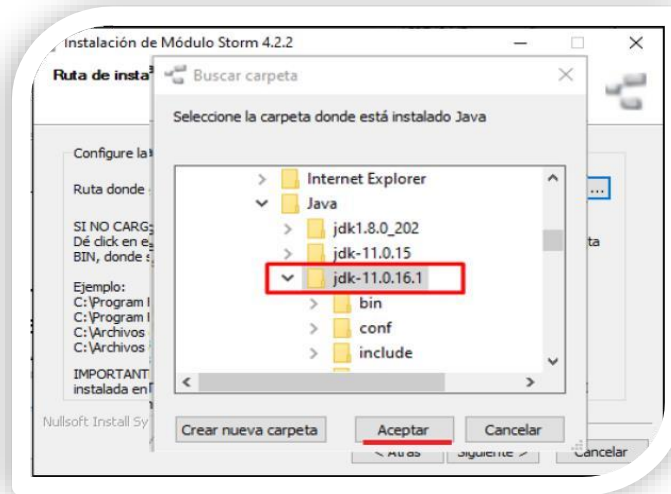 Instalación de Módulo Storm 4.2.2
Ruta de insta
Buscar carpeta
Seleccione la carpeta donde está instalado Java
Configure la
Ruta donde
...
SI NO CARG
Dé click en e
BIN, donde
ta
Ejemplo:
C:\Program
C:\Program
C:\Archivos
C:\Archivos
IMPORTANT
instalada en
Internet Explorer
Java
jdk1.8.0_202
jdk-11.0.15
jdk-11.0.16.1
bin
conf
include
Nullsoft Install Sy
Crear nueva carpeta
Aceptar
Cancelar
< Atrás
Siguiente >
Cancelar